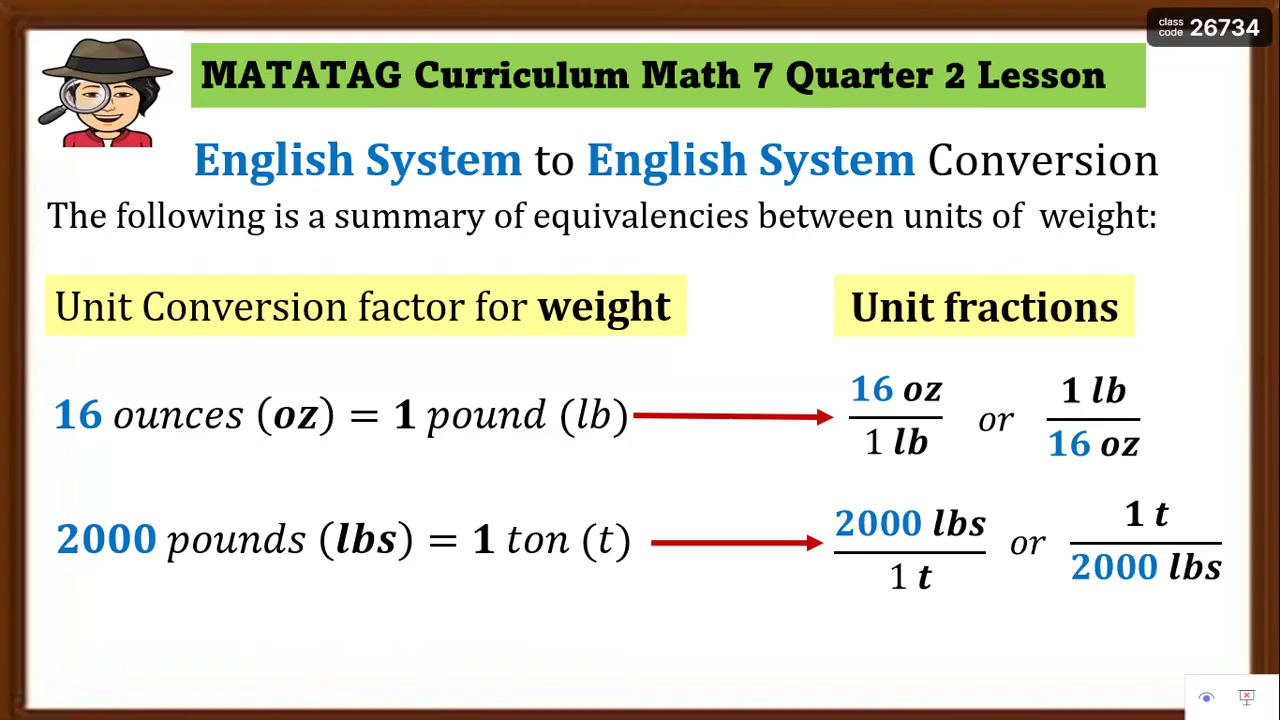 class code 26734
MATATAG Curriculum Math 7 Quarter 2 Lesson
English System to English System Conversion
The following is a summary of equivalencies between units of weight:
Unit Conversion factor for weight
Unit fractions
16 ounces (oz) = 1 pound (lb)
16 oz
1 lb
or
1 lb
16 oz
2000 pounds (lbs) = 1 ton (t)
2000 lbs
1 t
or
1 t
2000 lbs